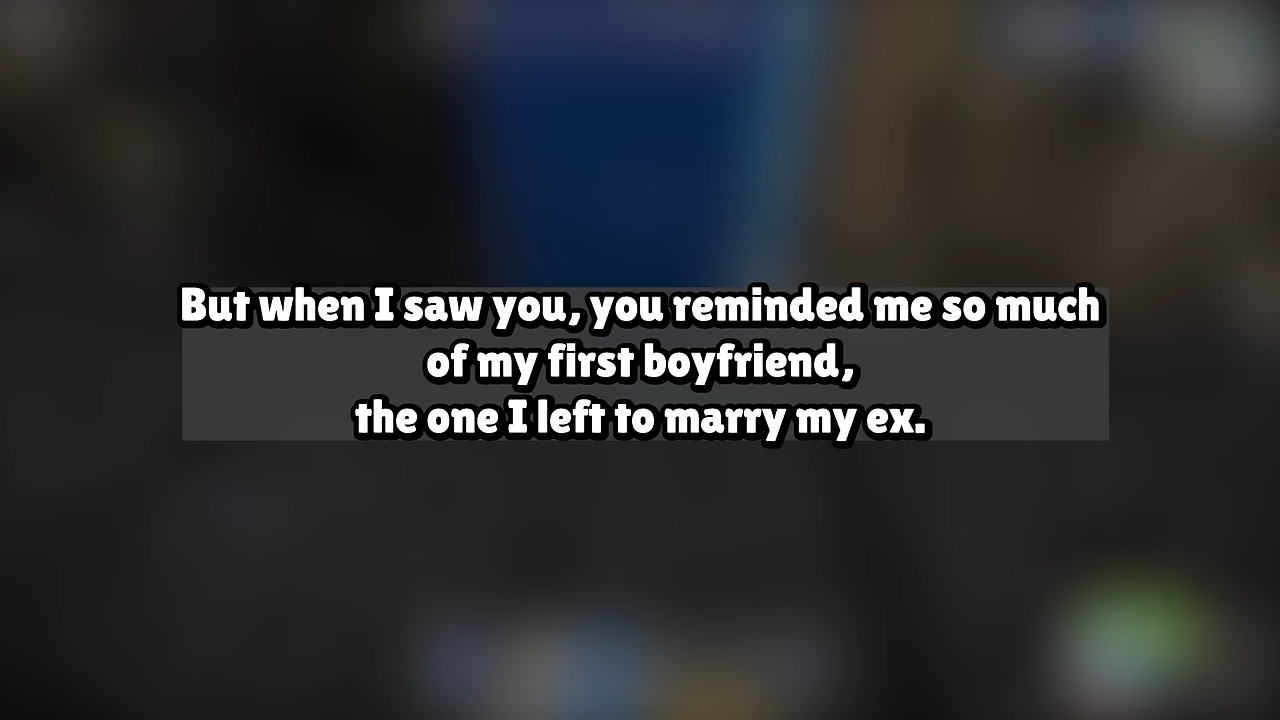 But when I saw you, you reminded me so much
of my first boyfriend,
the one I left to marry my ex.